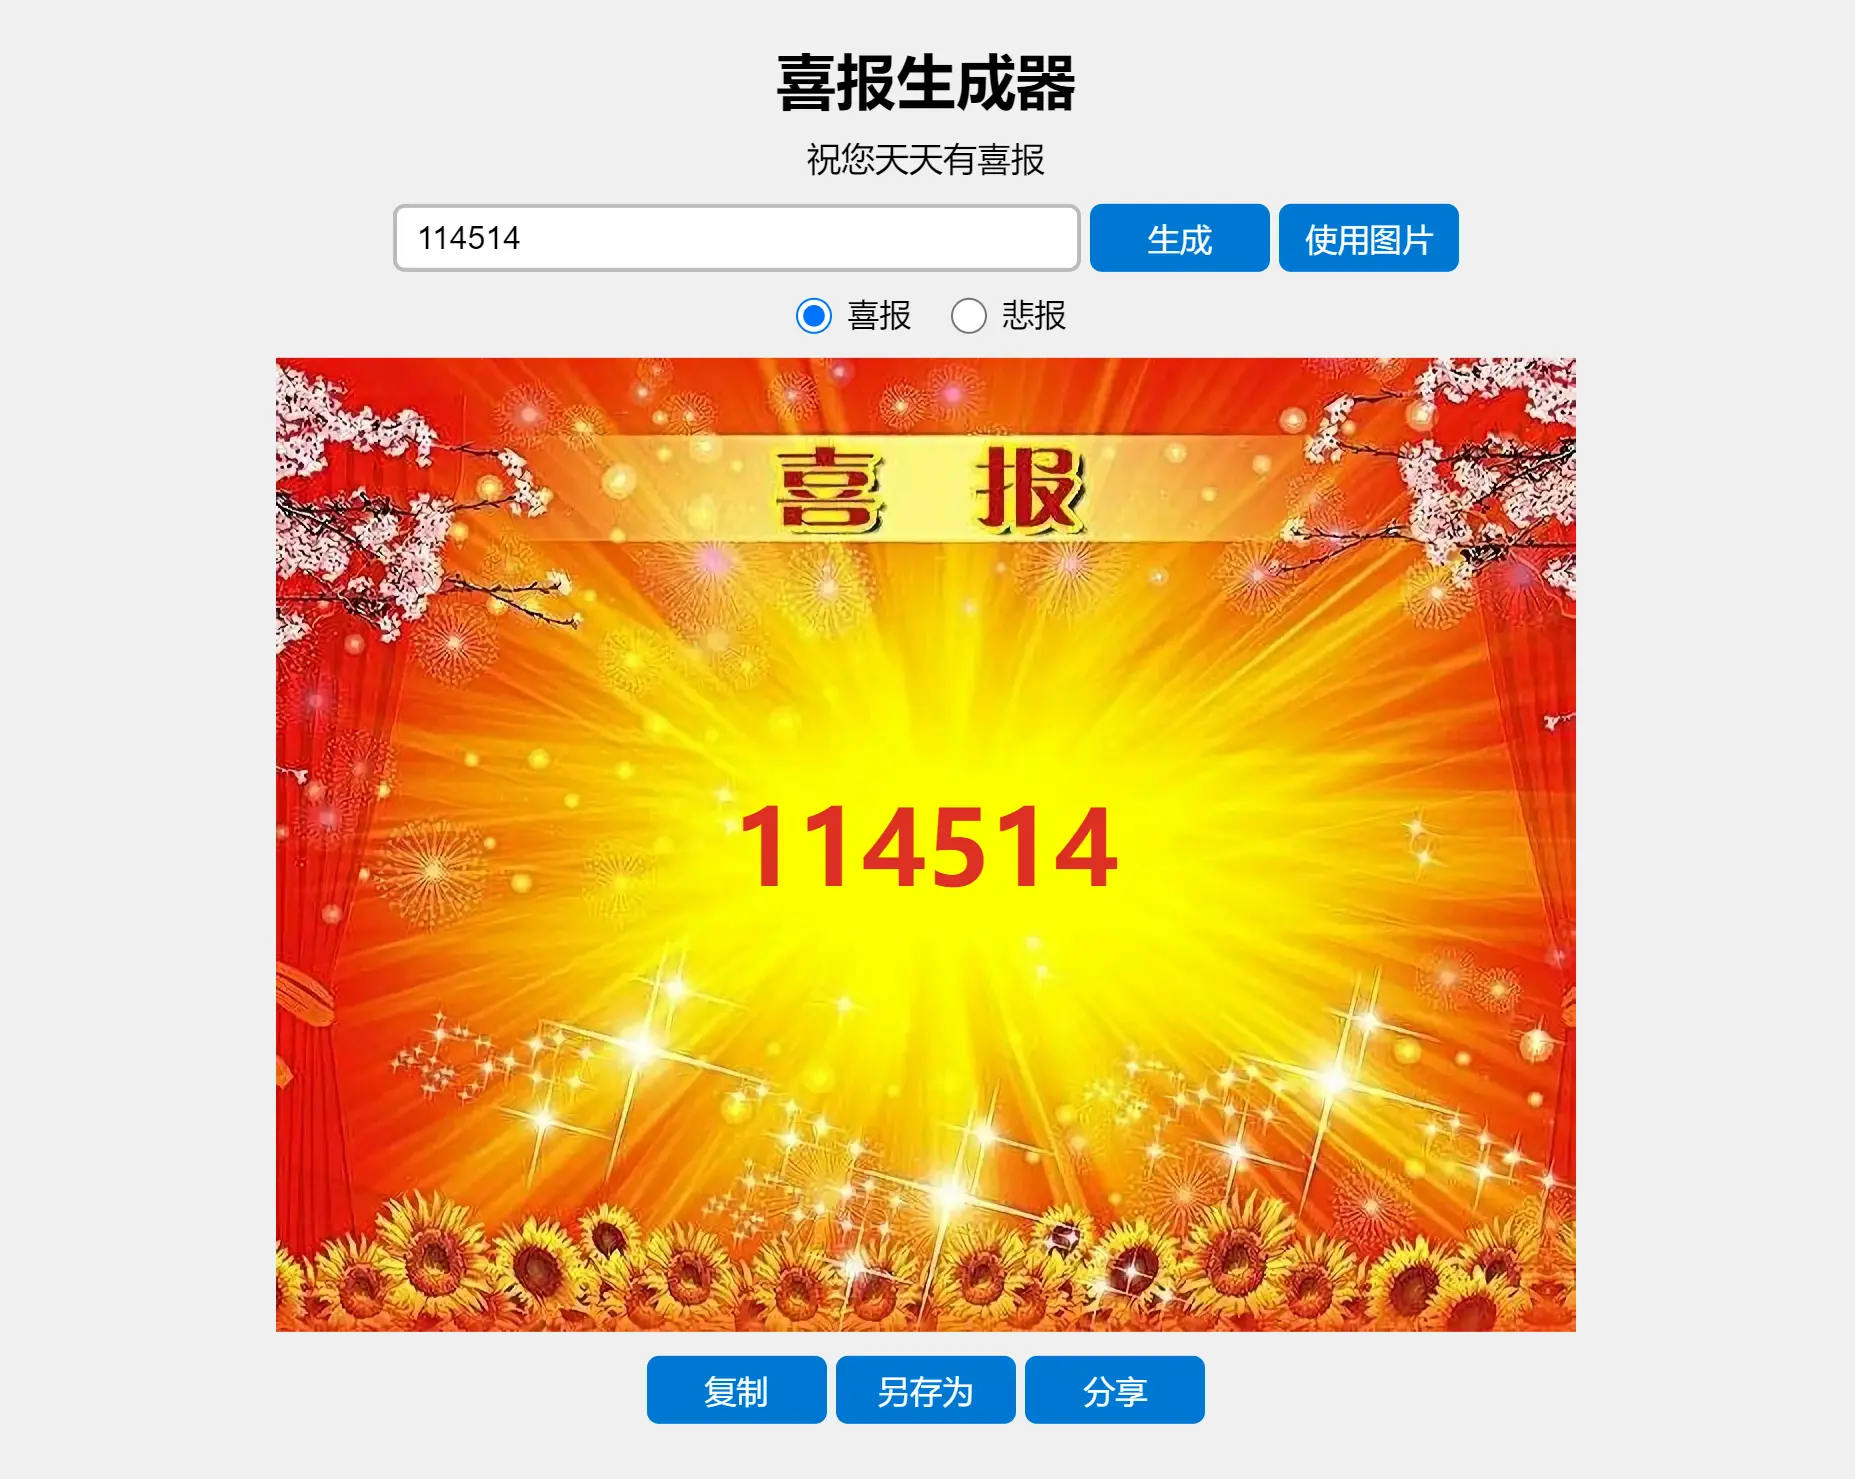 喜报生成器
祝您天天有喜报
114514 生成 使用图片
喜报 悲报
喜 报
114514
复制 另存为 分享